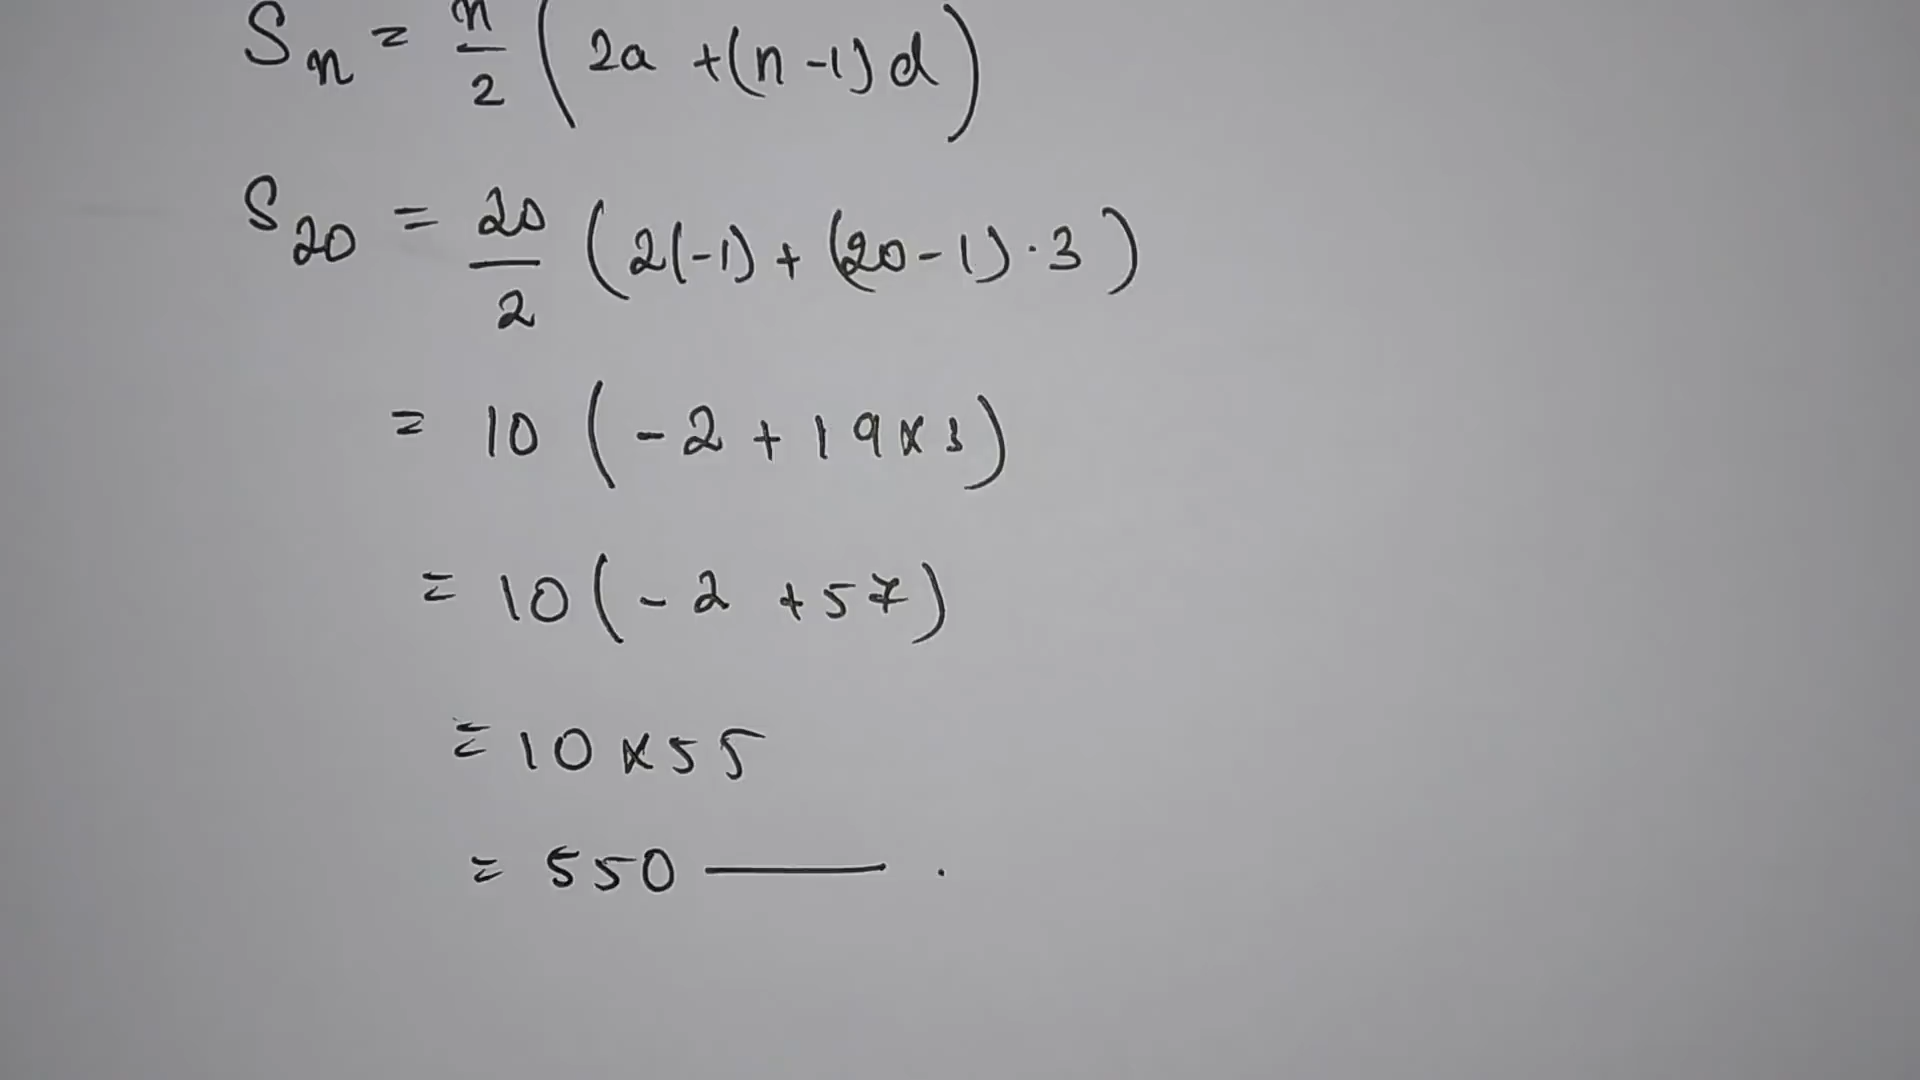 Sn = n/2 (2a + (n - 1) d)
S20 = 20/2 (2(-1) + (20 - 1) · 3)
= 10 (-2 + 19 × 3)
= 10 (-2 + 57)
= 10 × 55
= 550 —— .